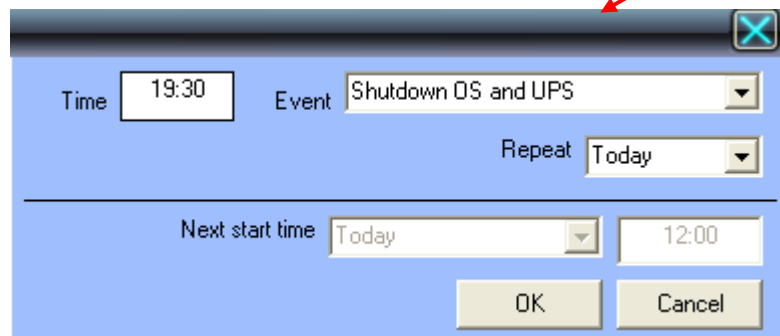 Time 19:30 Event Shutdown OS and UPS
Repeat Today
Next start time Today 12:00
OK Cancel